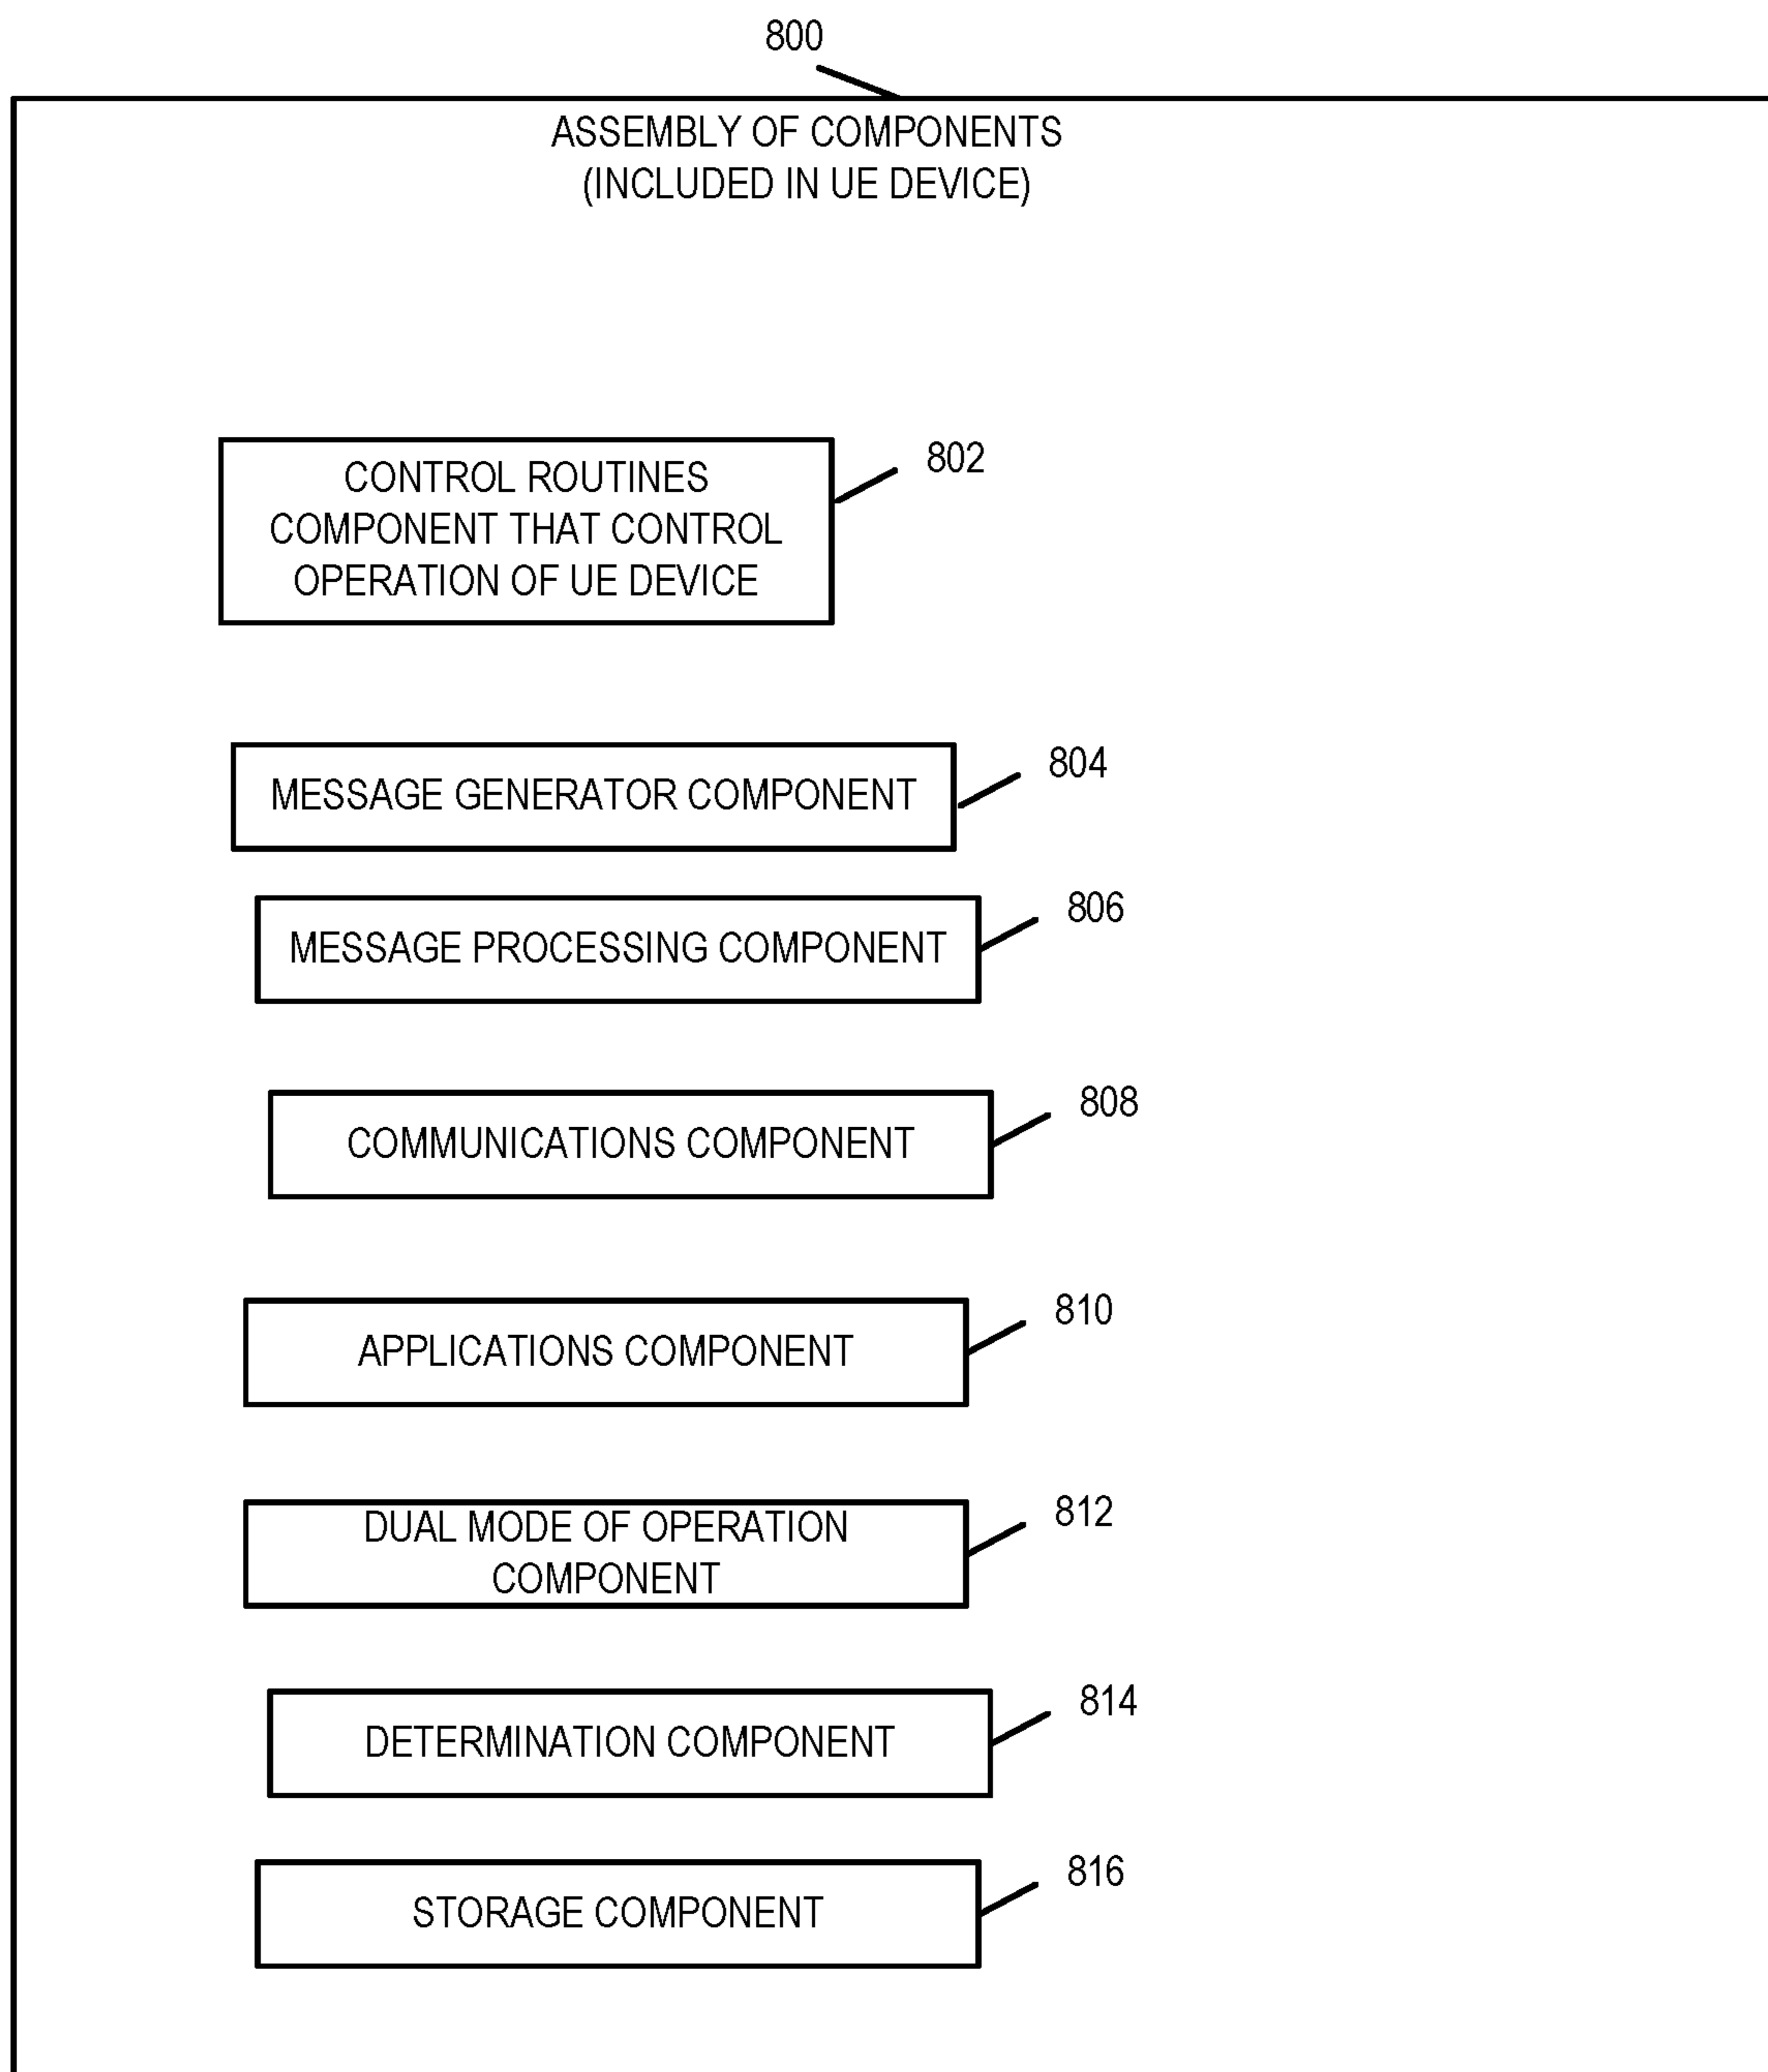 800
ASSEMBLY OF COMPONENTS
(INCLUDED IN UE DEVICE)
CONTROL ROUTINES
COMPONENT THAT CONTROL
OPERATION OF UE DEVICE
802
MESSAGE GENERATOR COMPONENT
804
MESSAGE PROCESSING COMPONENT
806
COMMUNICATIONS COMPONENT
808
APPLICATIONS COMPONENT
810
DUAL MODE OF OPERATION
COMPONENT
812
DETERMINATION COMPONENT
814
STORAGE COMPONENT
816